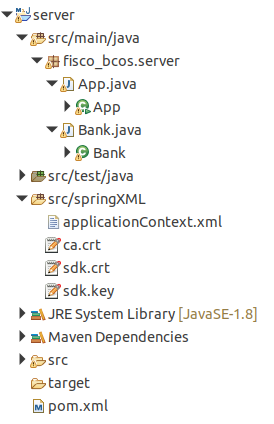 server
src/main/java
fisco_bcos.server
App.java
App
Bank.java
Bank
src/test/java
src/springXML
applicationContext.xml
ca.crt
sdk.crt
sdk.key
JRE System Library [JavaSE-1.8]
Maven Dependencies
src
target
pom.xml